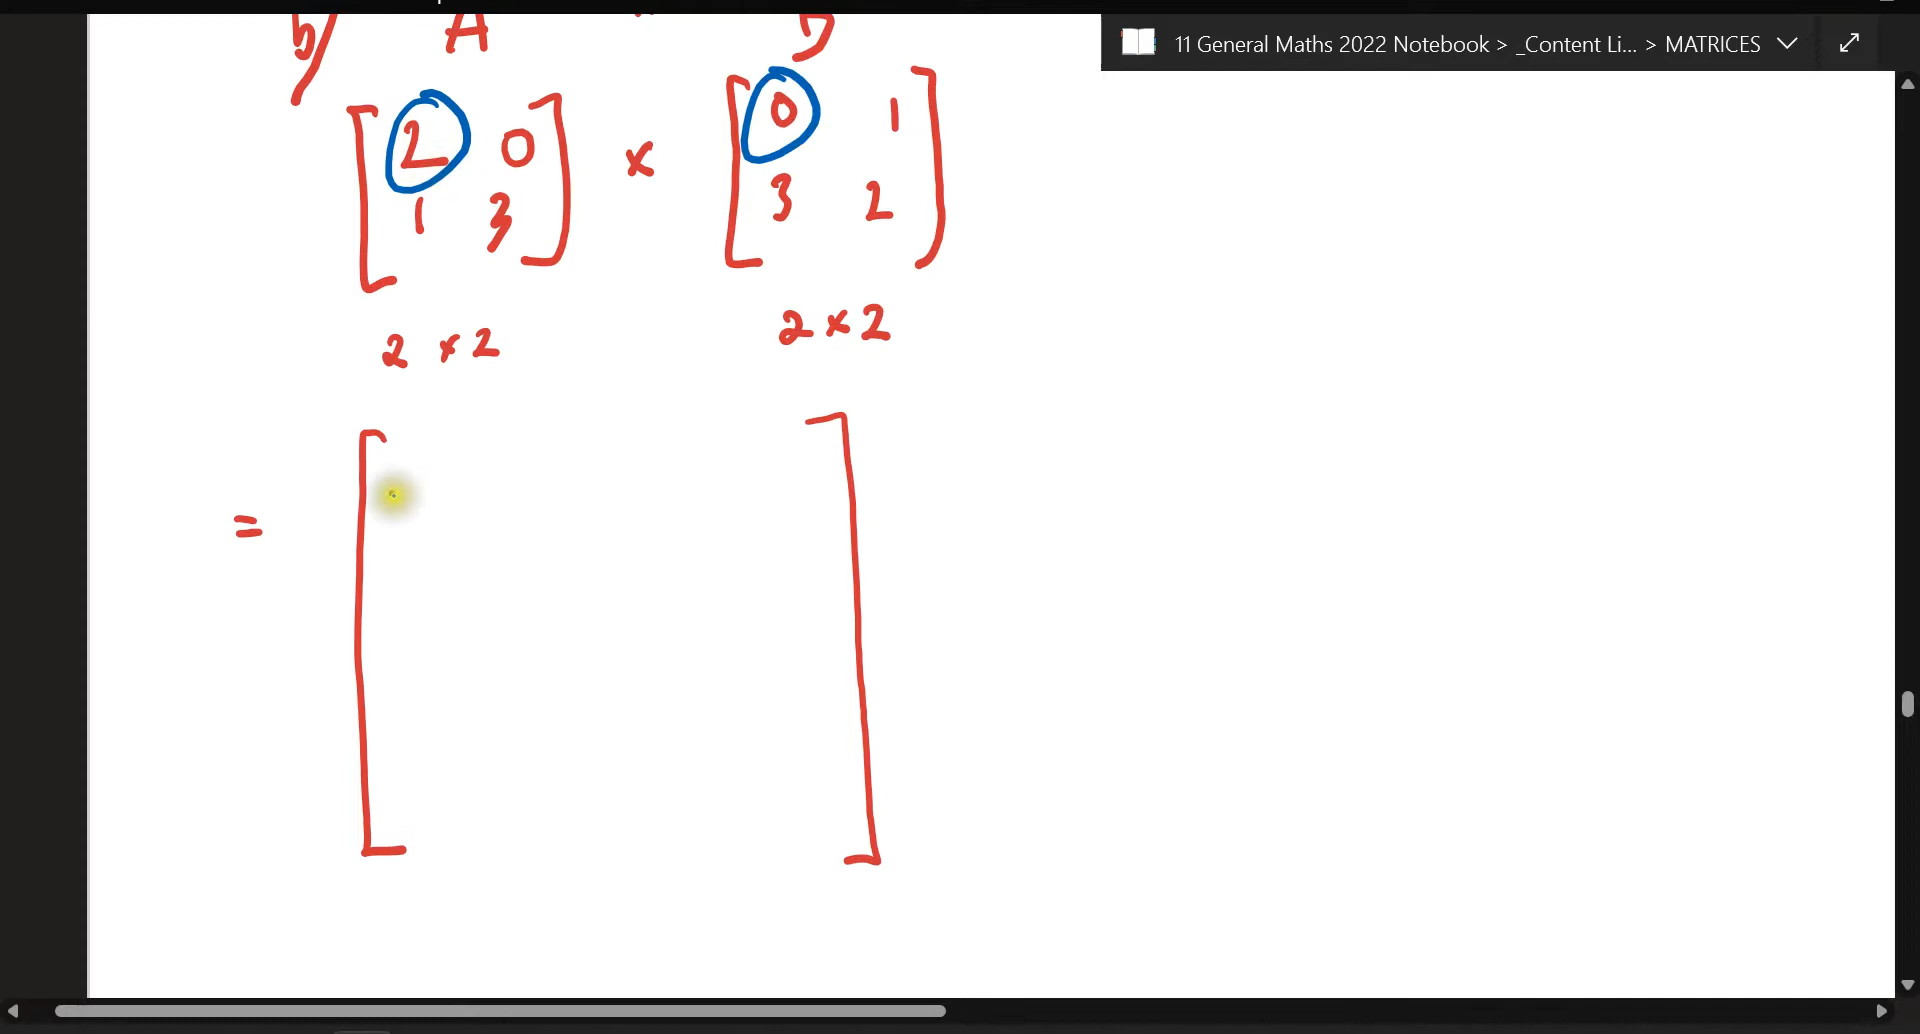 11 General Maths 2022 Notebook > _Content Li... > MATRICES
b) A
[2 0 × [0 1
1 3] 3 2]
2 × 2 2 × 2
= [ ]